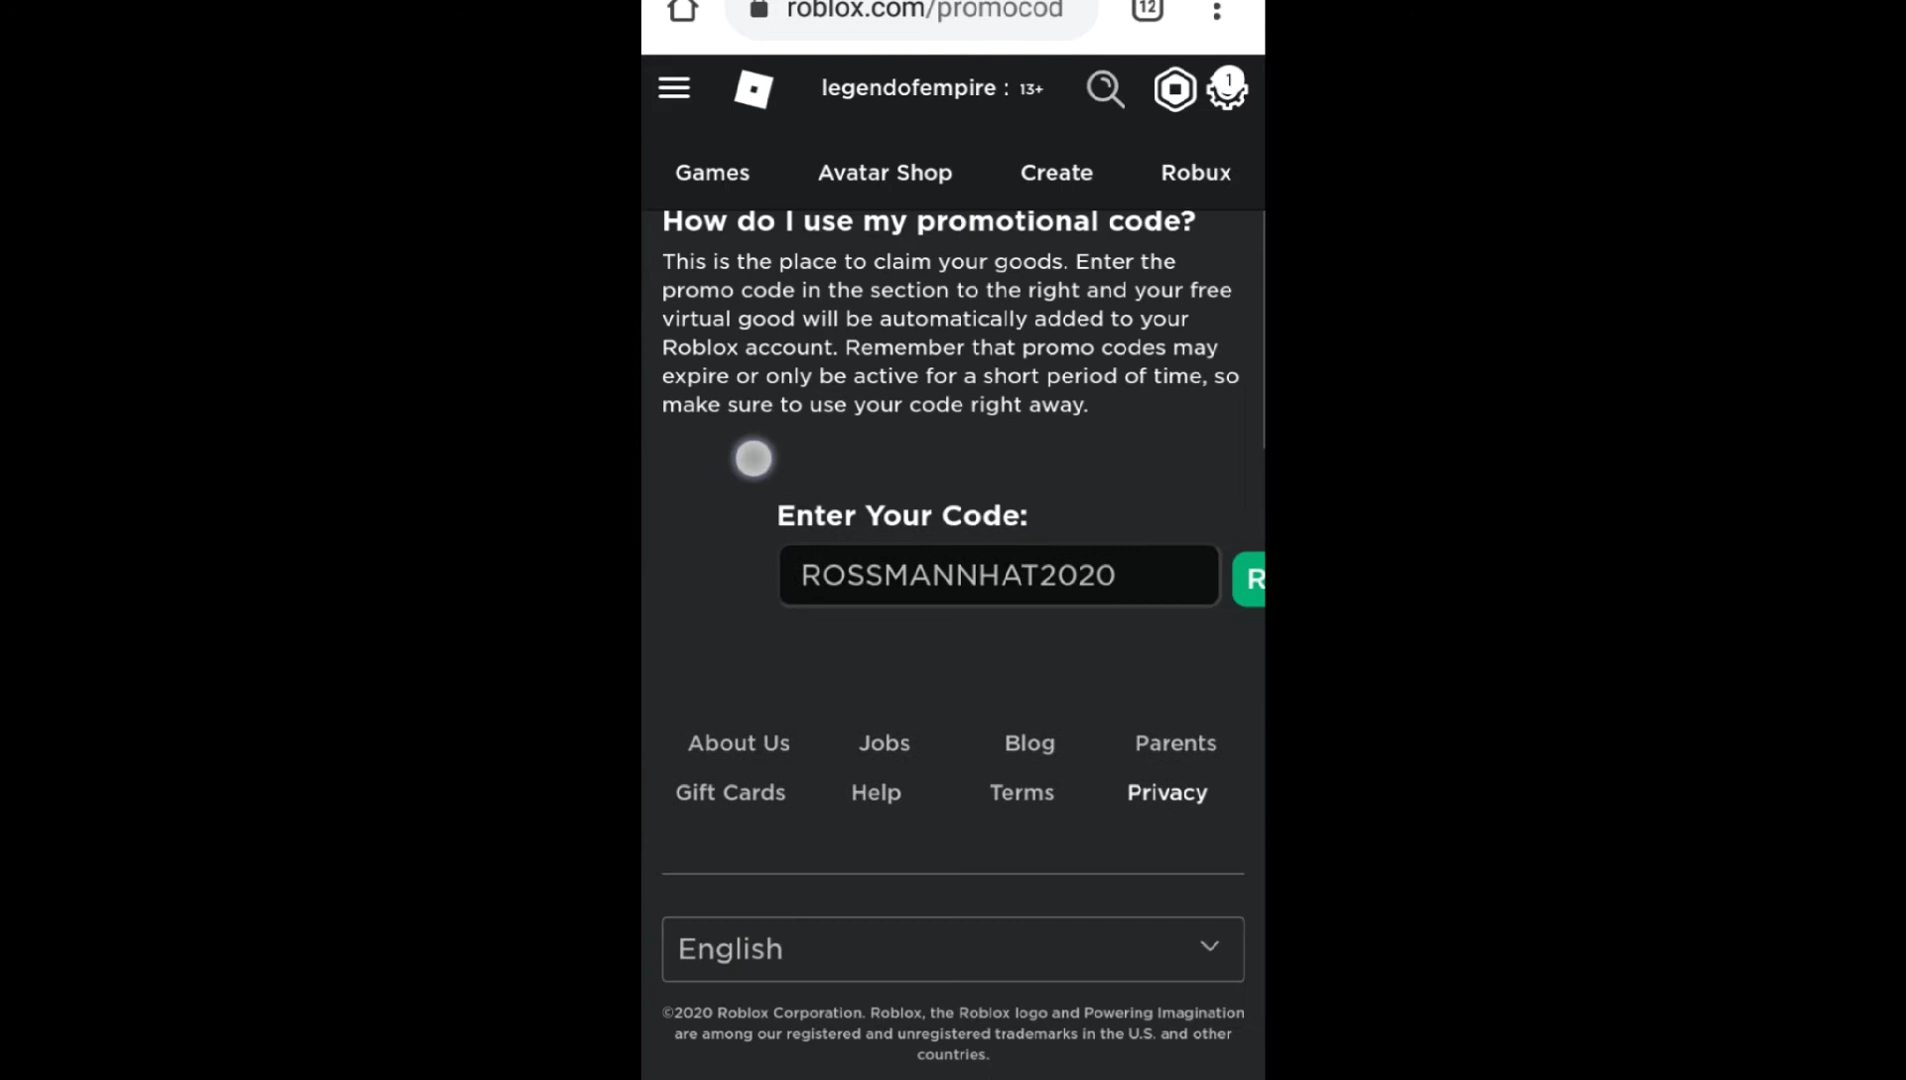 roblox.com/promocod
12
legendofempire : 13+
1
Games Avatar Shop Create Robux
How do I use my promotional code?
This is the place to claim your goods. Enter the
promo code in the section to the right and your free
virtual good will be automatically added to your
Roblox account. Remember that promo codes may
expire or only be active for a short period of time, so
make sure to use your code right away.
Enter Your Code:
ROSSMANNHAT2020
R
About Us Jobs Blog Parents
Gift Cards Help Terms Privacy
English
©2020 Roblox Corporation. Roblox, the Roblox logo and Powering Imagination
are among our registered and unregistered trademarks in the U.S. and other
countries.